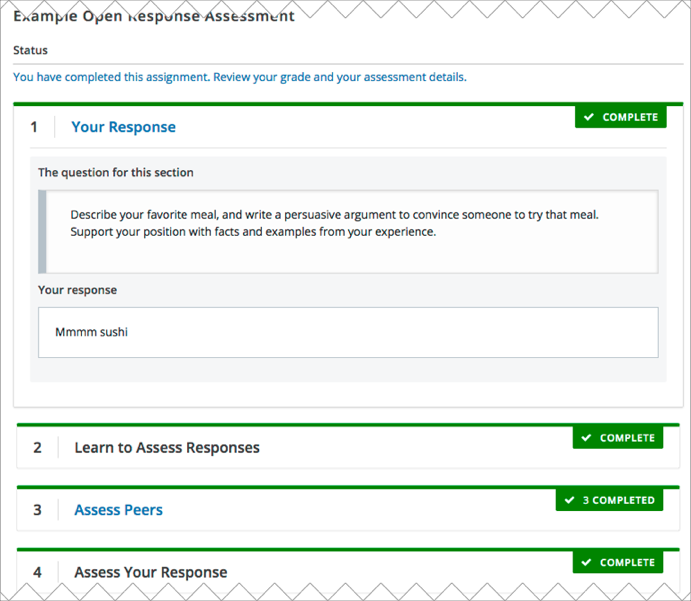 Example Open Response Assessment
Status
You have completed this assignment. Review your grade and your assessment details.
COMPLETE
1 Your Response
The question for this section
Describe your favorite meal, and write a persuasive argument to convince someone to try that meal.
Support your position with facts and examples from your experience.
Your response
Mmmm sushi
2 Learn to Assess Responses COMPLETE
3 Assess Peers 3 COMPLETED
4 Assess Your Response COMPLETE